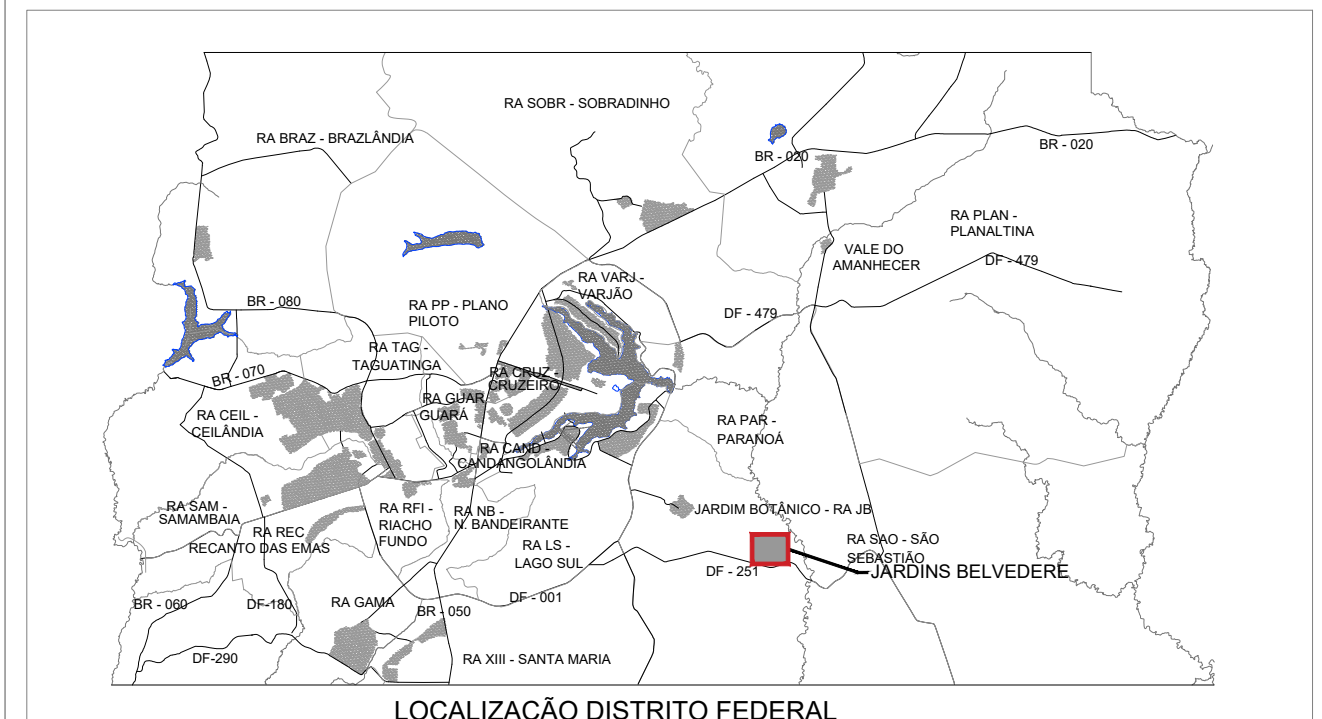 RA SOBR - SOBRADINHO
RA BRAZ - BRAZLÂNDIA
BR - 020
BR - 020
RA PLAN -
PLANALTINA
VALE DO
AMANHECER
DF - 479
RA VARJ -
VARJÃO
BR - 080
RA PP - PLANO
PILOTO
DF - 479
RA TAG -
TAGUATINGA
BR - 070
RA CRUZ -
CRUZEIRO
RA GUAR
GUARÁ
RA CEIL -
CEILÂNDIA
RA PAR -
PARANOÁ
RA CAND -
CANDANGOLÂNDIA
RA SAM -
SAMAMBAIA
RA REC
RECANTO DAS EMAS
RA RFI -
RIACHO
FUNDO
RA NB -
N. BANDEIRANTE
JARDIM BOTÂNICO - RA JB
RA LS -
LAGO SUL
RA SAO - SÃO
SEBASTIÃO
DF - 251
JARDINS BELVEDERE
BR - 060
DF-180
RA GAMA
BR - 050
DF - 001
DF-290
RA XIII - SANTA MARIA
LOCALIZAÇÃO DISTRITO FEDERAL